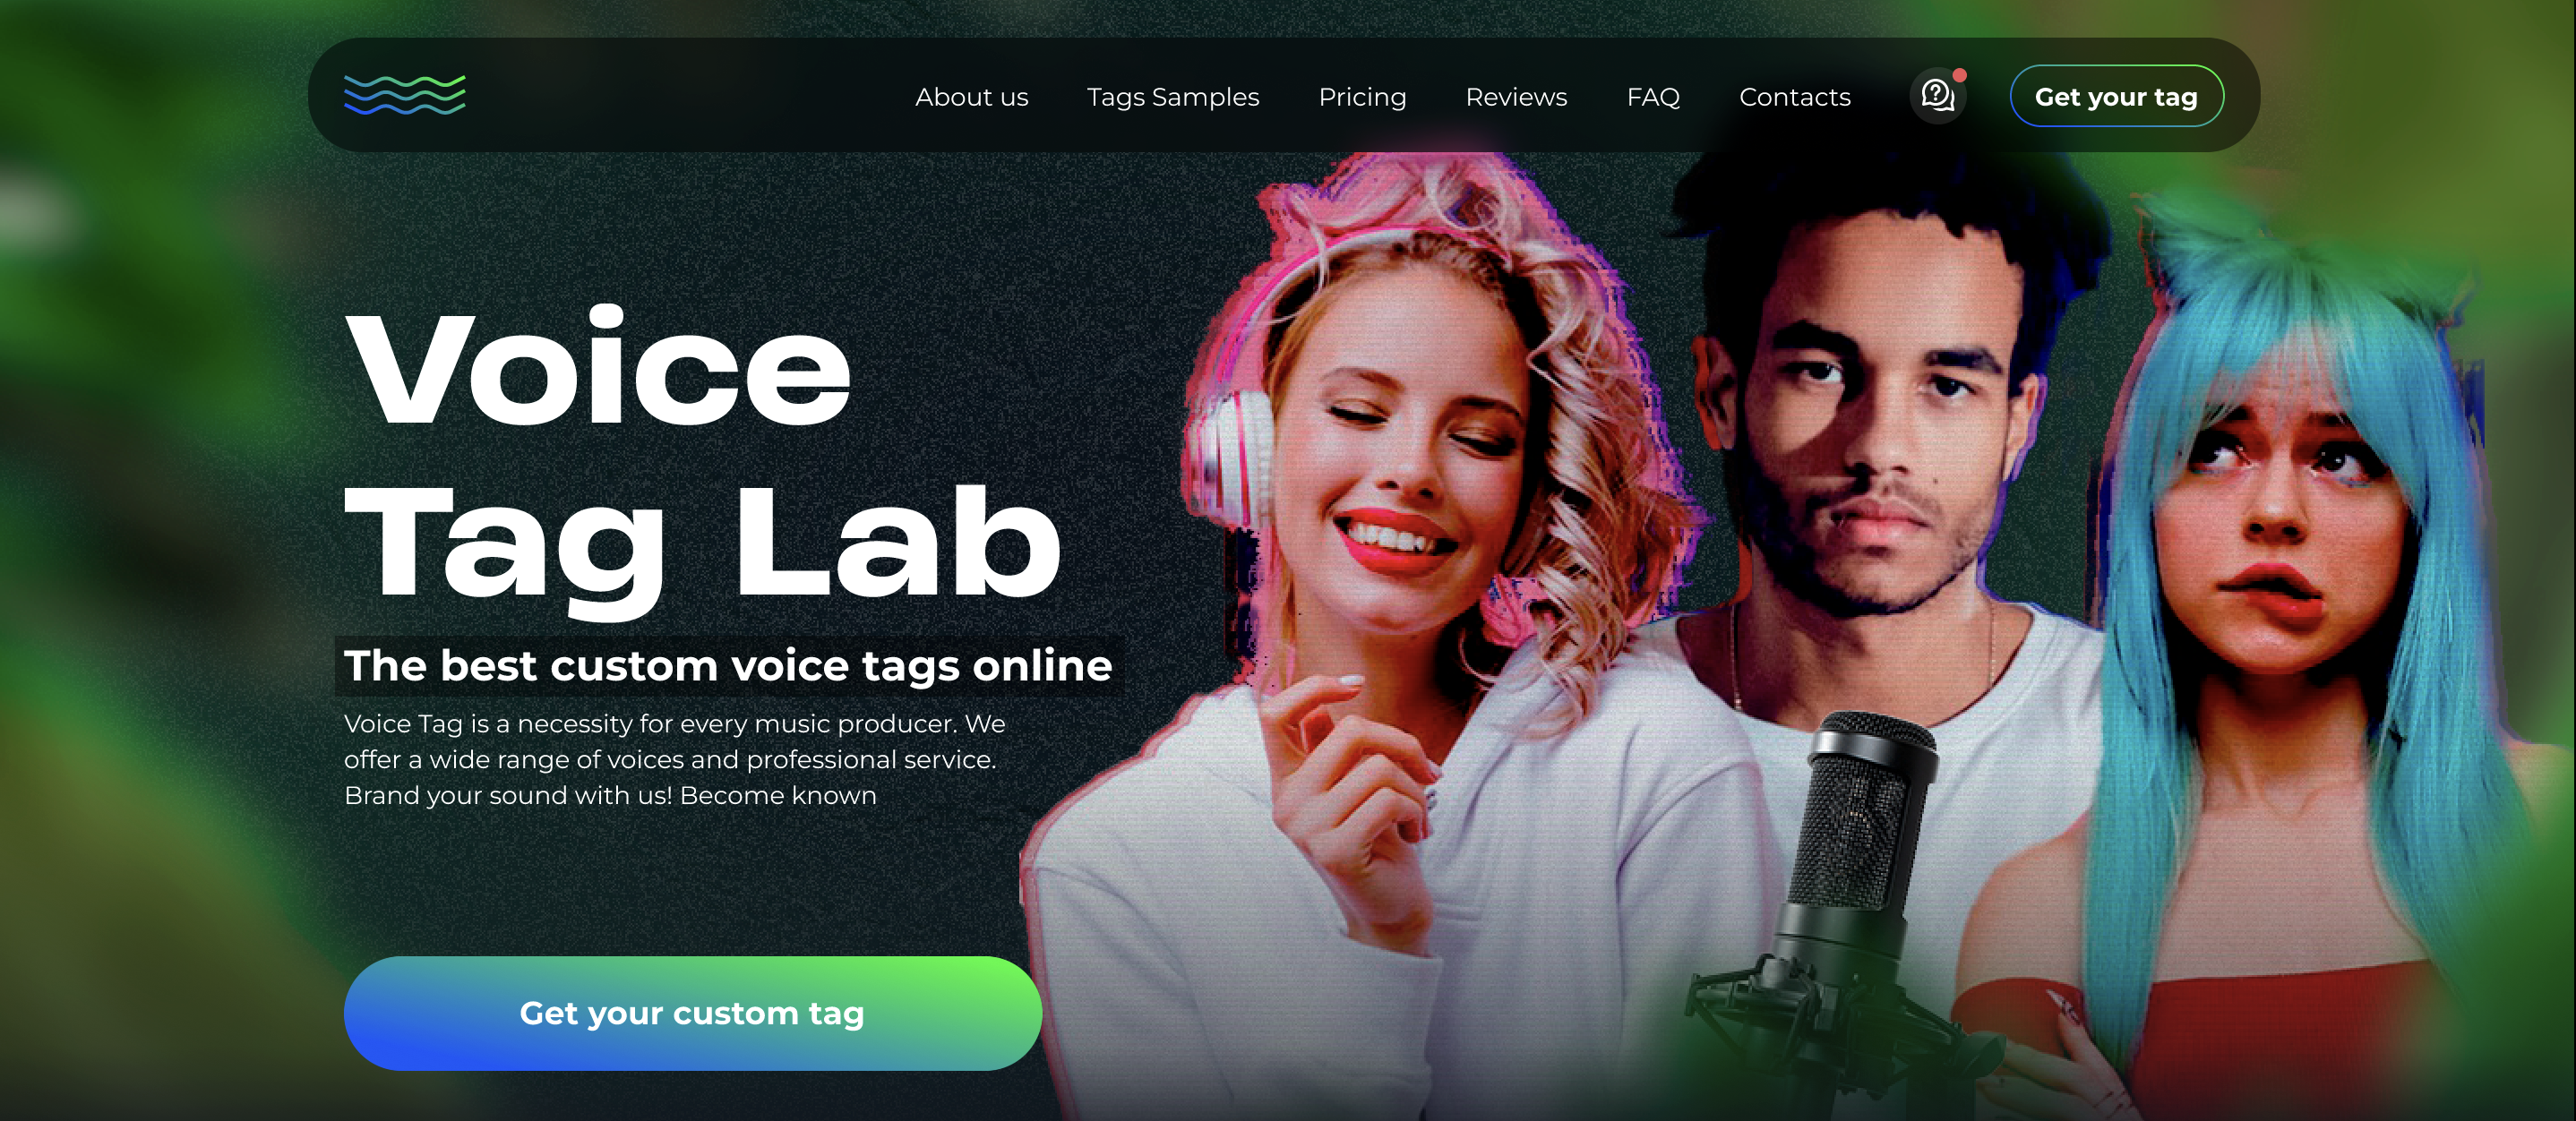 About us
Tags Samples
Pricing
Reviews
FAQ
Contacts
Get your tag
Voice
Tag Lab
The best custom voice tags online
Voice Tag is a necessity for every music producer. We
offer a wide range of voices and professional service.
Brand your sound with us! Become known
Get your custom tag